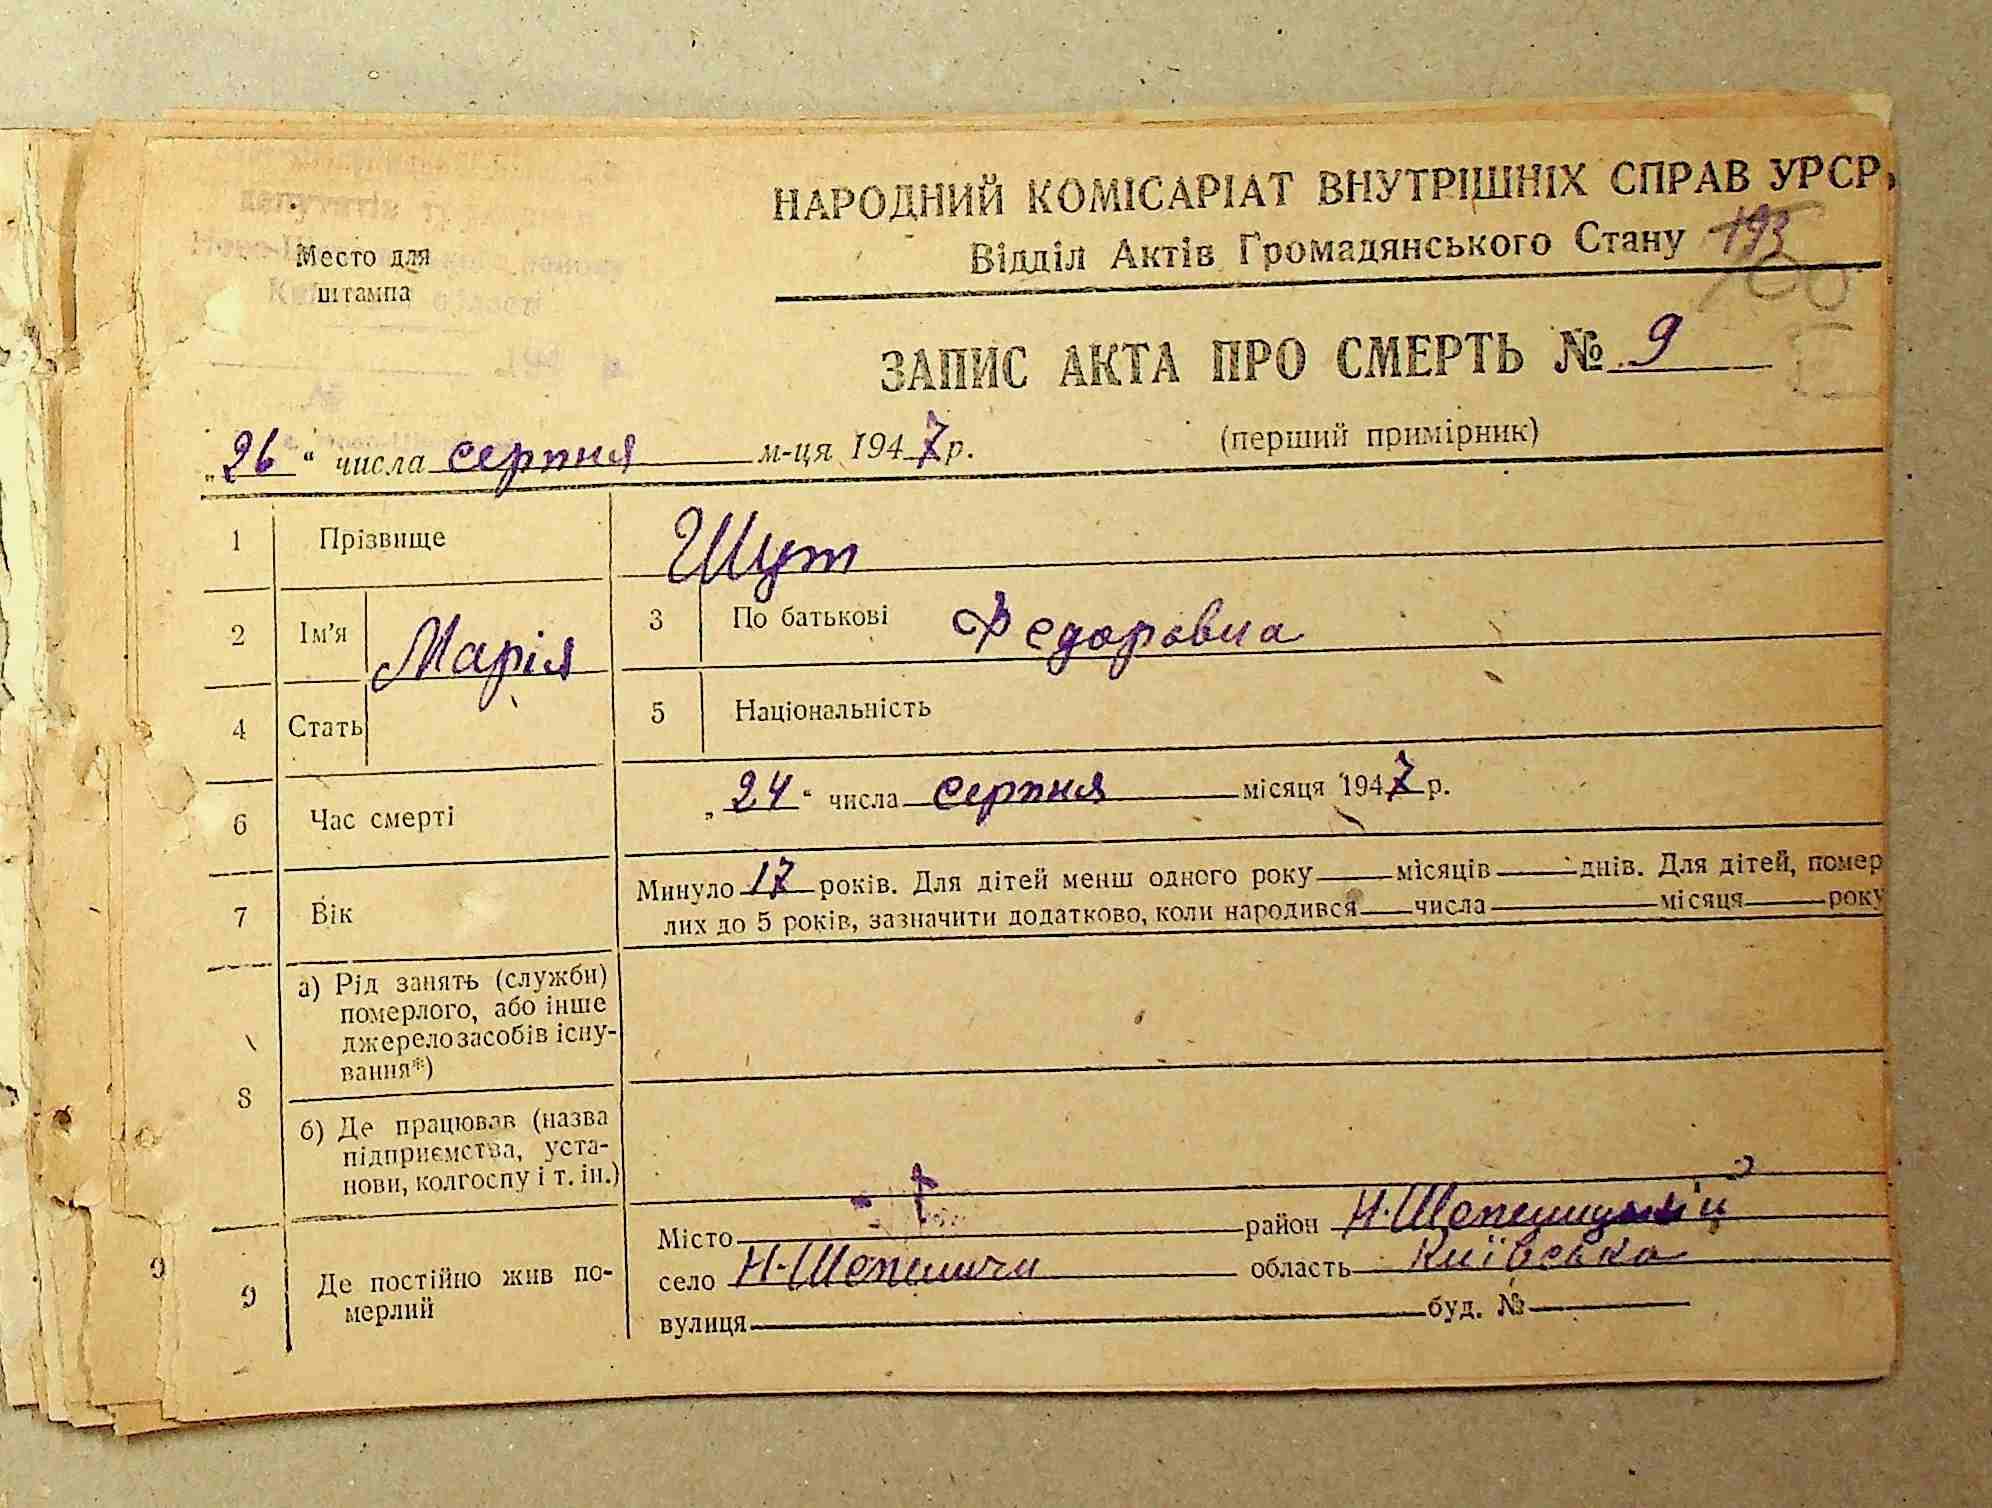 НАРОДНИЙ КОМІСАРІАТ ВНУТРІШНІХ СПРАВ УРСР
Відділ Актів Громадянського Стану 193
Место для
штампа
ЗАПИС АКТА ПРО СМЕРТЬ № 9
„26“ числа серпня м-ця 1947 р. (перший примірник)
1 Прізвище Шут
2 Ім'я Марія 3 По батькові Федоровна
4 Стать 5 Національність
6 Час смерті „24“ числа серпня місяця 1947 р.
7 Вік Минуло 17 років. Для дітей менш одного року місяців днів. Для дітей, помер
лих до 5 років, зазначити додатково, коли народився числа місяця року
8 а) Рід занять (служби)
померлого, або інше
джерело засобів існу-
вання*)
б) Де працював (назва
підприємства, уста-
нови, колгоспу і т. ін.)
9 Де постійно жив по-
мерлий
Місто район Н-Шепелицький
село Н-Шепеличи область Київська
вулиця буд. №
9